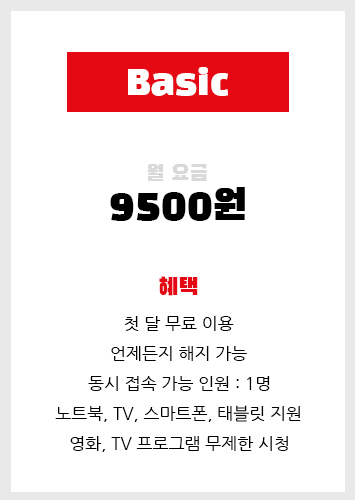 Basic
월 요금
9500원
혜택
첫 달 무료 이용
언제든지 해지 가능
동시 접속 가능 인원 : 1명
노트북, TV, 스마트폰, 태블릿 지원
영화, TV 프로그램 무제한 시청